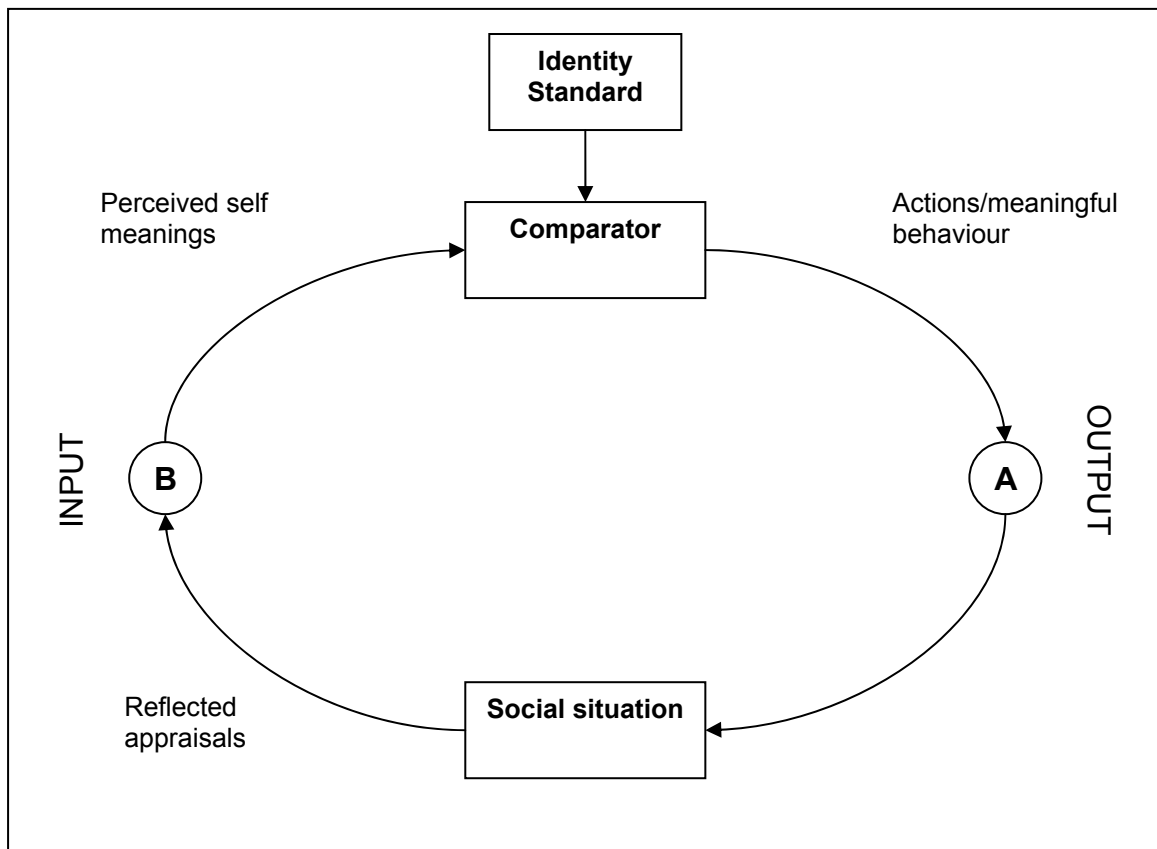 Identity
Standard
Perceived self
meanings
Comparator
Actions/meaningful
behaviour
INPUT
B
A
OUTPUT
Reflected
appraisals
Social situation